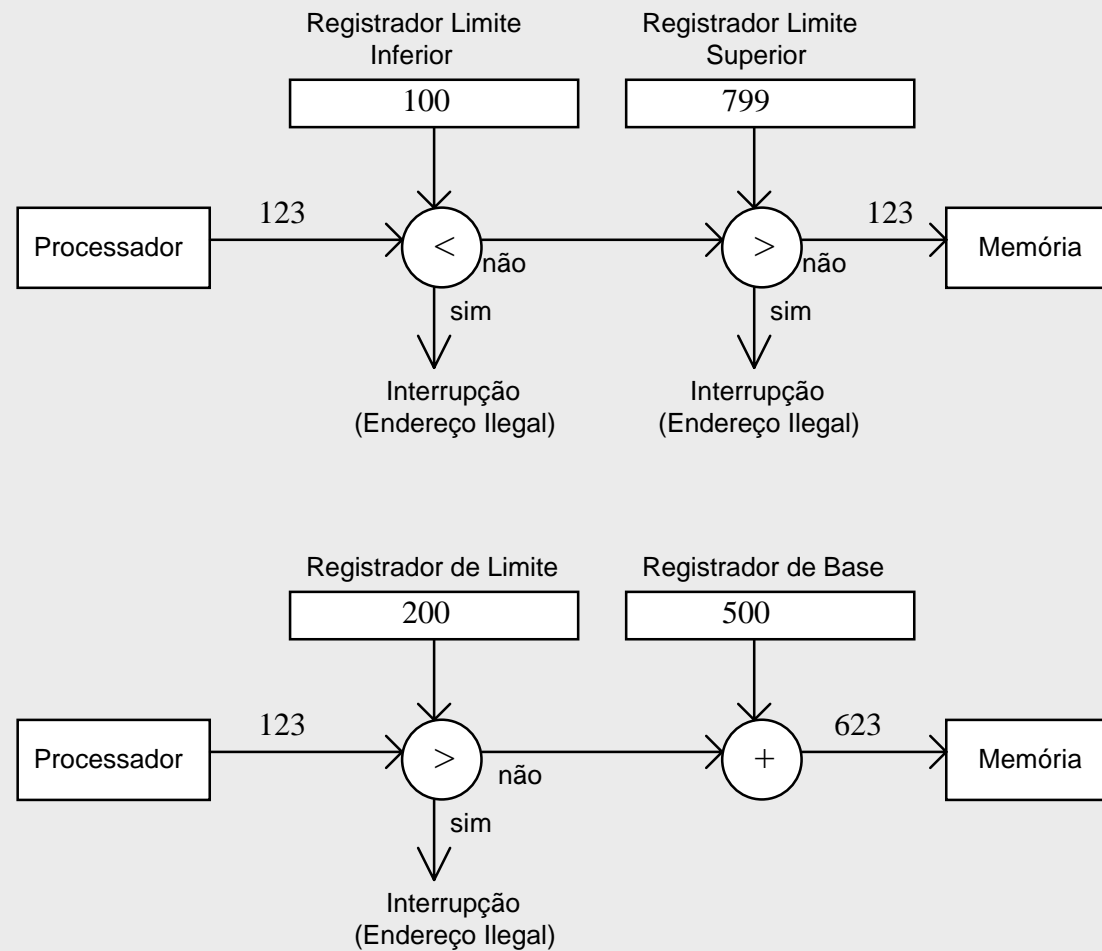 Registrador Limite
Inferior
Registrador Limite
Superior
100
799
Processador
123
<
não
sim
>
não
sim
123
Memória
Interrupção
(Endereço Ilegal)
Interrupção
(Endereço Ilegal)
Registrador de Limite
Registrador de Base
200
500
Processador
123
>
não
sim
+
623
Memória
Interrupção
(Endereço Ilegal)